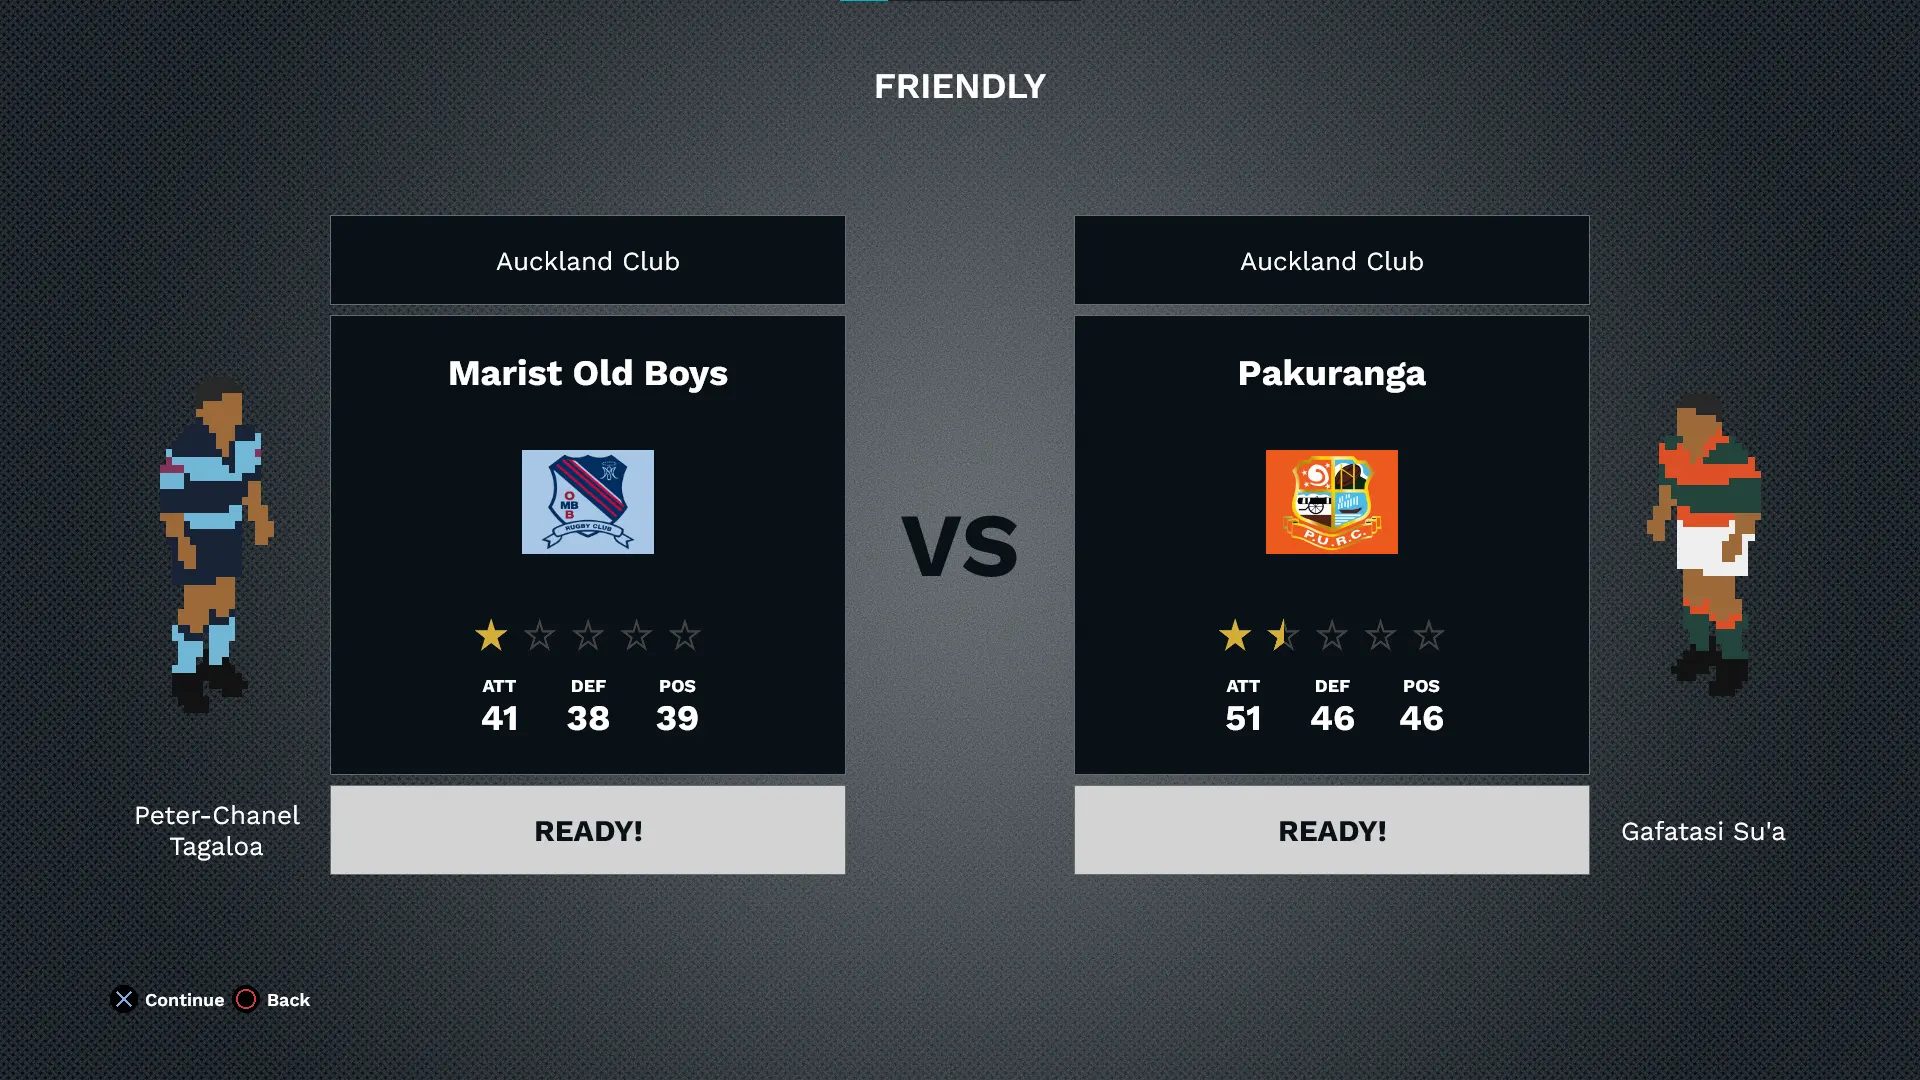 FRIENDLY
Auckland Club
Marist Old Boys
O
MB
B
RUGBY CLUB
ATT DEF POS
41 38 39
READY!
Peter-Chanel
Tagaloa
VS
Auckland Club
Pakuranga
P.U.R.C.
ATT DEF POS
51 46 46
READY!
Gafatasi Su'a
Continue Back